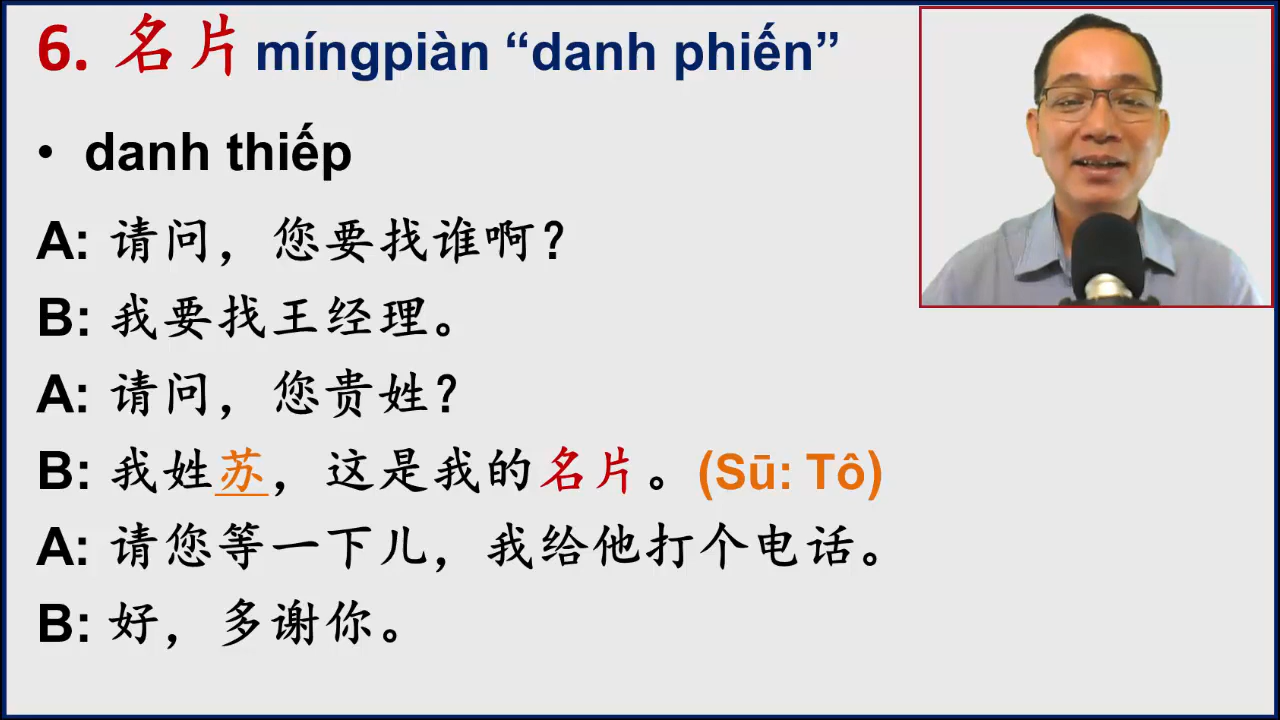 6. 名片 míngpiàn “danh phiến”
• danh thiếp
A: 请问，您要找谁啊？
B: 我要找王经理。
A: 请问，您贵姓？
B: 我姓苏，这是我的名片。(Sū: Tô)
A: 请您等一下儿，我给他打个电话。
B: 好，多谢你。